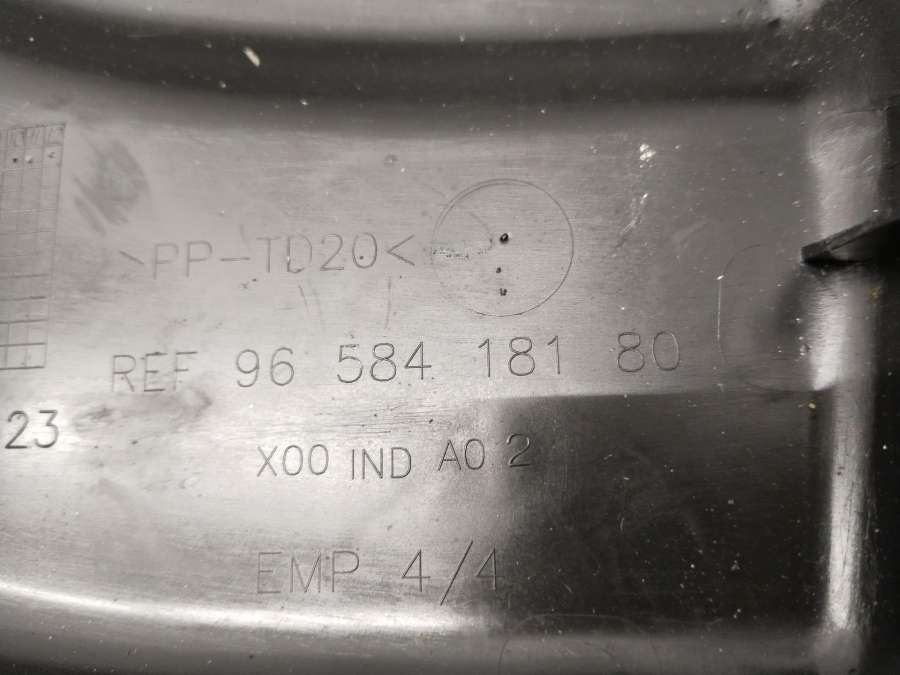 >PP-TD20<
REF 96 584 181 80
23
X00 IND A0 2
EMP 4/4